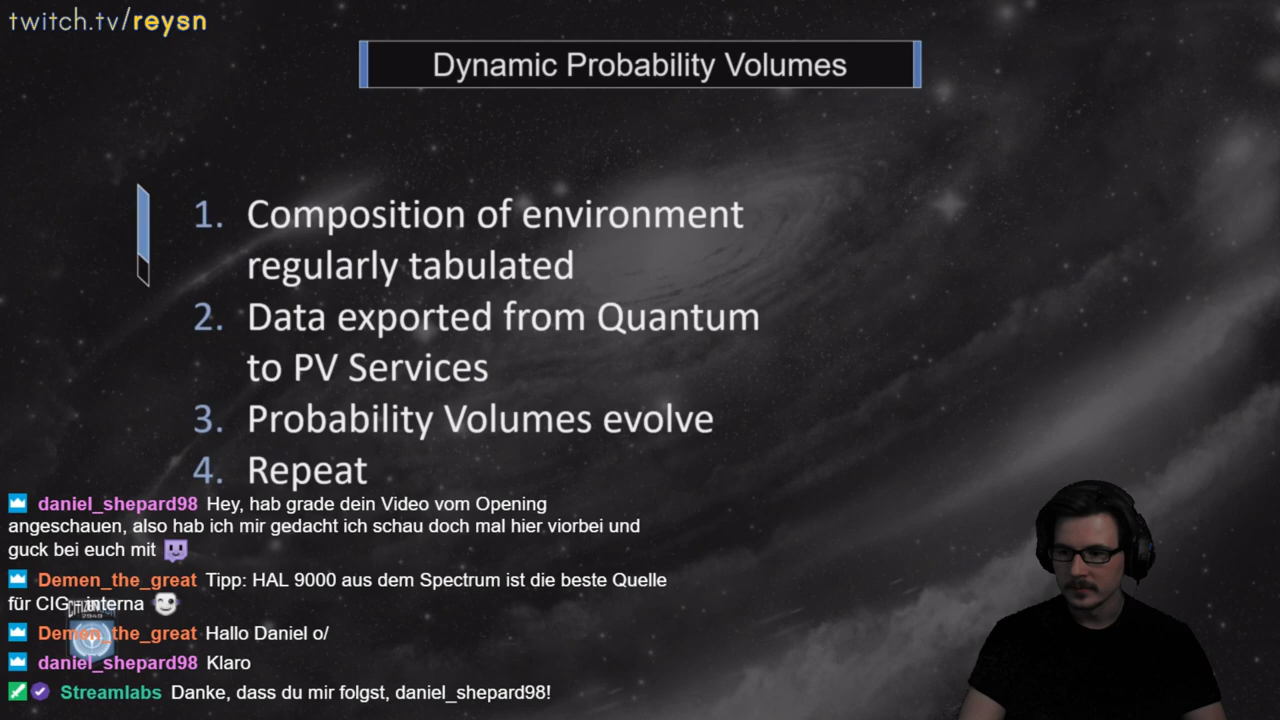 twitch.tv/reysn
Dynamic Probability Volumes
1. Composition of environment
regularly tabulated
2. Data exported from Quantum
to PV Services
3. Probability Volumes evolve
4. Repeat
daniel_shepard98 Hey, hab grade dein Video vom Opening
angeschauen, also hab ich mir gedacht ich schau doch mal hier viorbei und
guck bei euch mit
Demen_the_great Tipp: HAL 9000 aus dem Spectrum ist die beste Quelle
für CIG - interna
Demen_the_great Hallo Daniel o/
daniel_shepard98 Klaro
Streamlabs Danke, dass du mir folgst, daniel_shepard98!